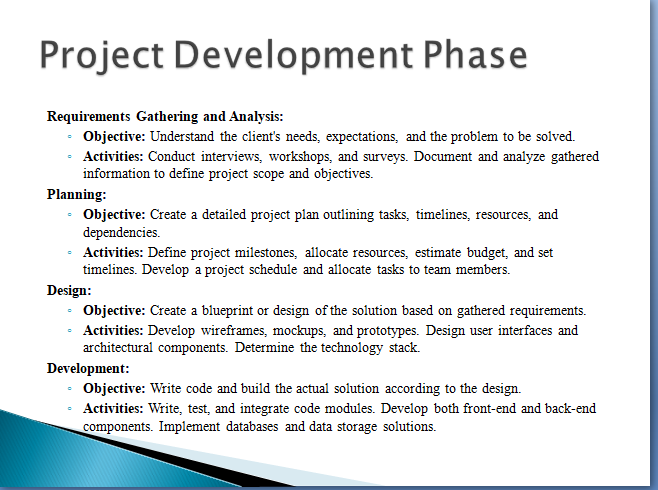 Project Development Phase
Requirements Gathering and Analysis:
◦ Objective: Understand the client's needs, expectations, and the problem to be solved.
◦ Activities: Conduct interviews, workshops, and surveys. Document and analyze gathered
information to define project scope and objectives.
Planning:
◦ Objective: Create a detailed project plan outlining tasks, timelines, resources, and
dependencies.
◦ Activities: Define project milestones, allocate resources, estimate budget, and set
timelines. Develop a project schedule and allocate tasks to team members.
Design:
◦ Objective: Create a blueprint or design of the solution based on gathered requirements.
◦ Activities: Develop wireframes, mockups, and prototypes. Design user interfaces and
architectural components. Determine the technology stack.
Development:
◦ Objective: Write code and build the actual solution according to the design.
◦ Activities: Write, test, and integrate code modules. Develop both front-end and back-end
components. Implement databases and data storage solutions.